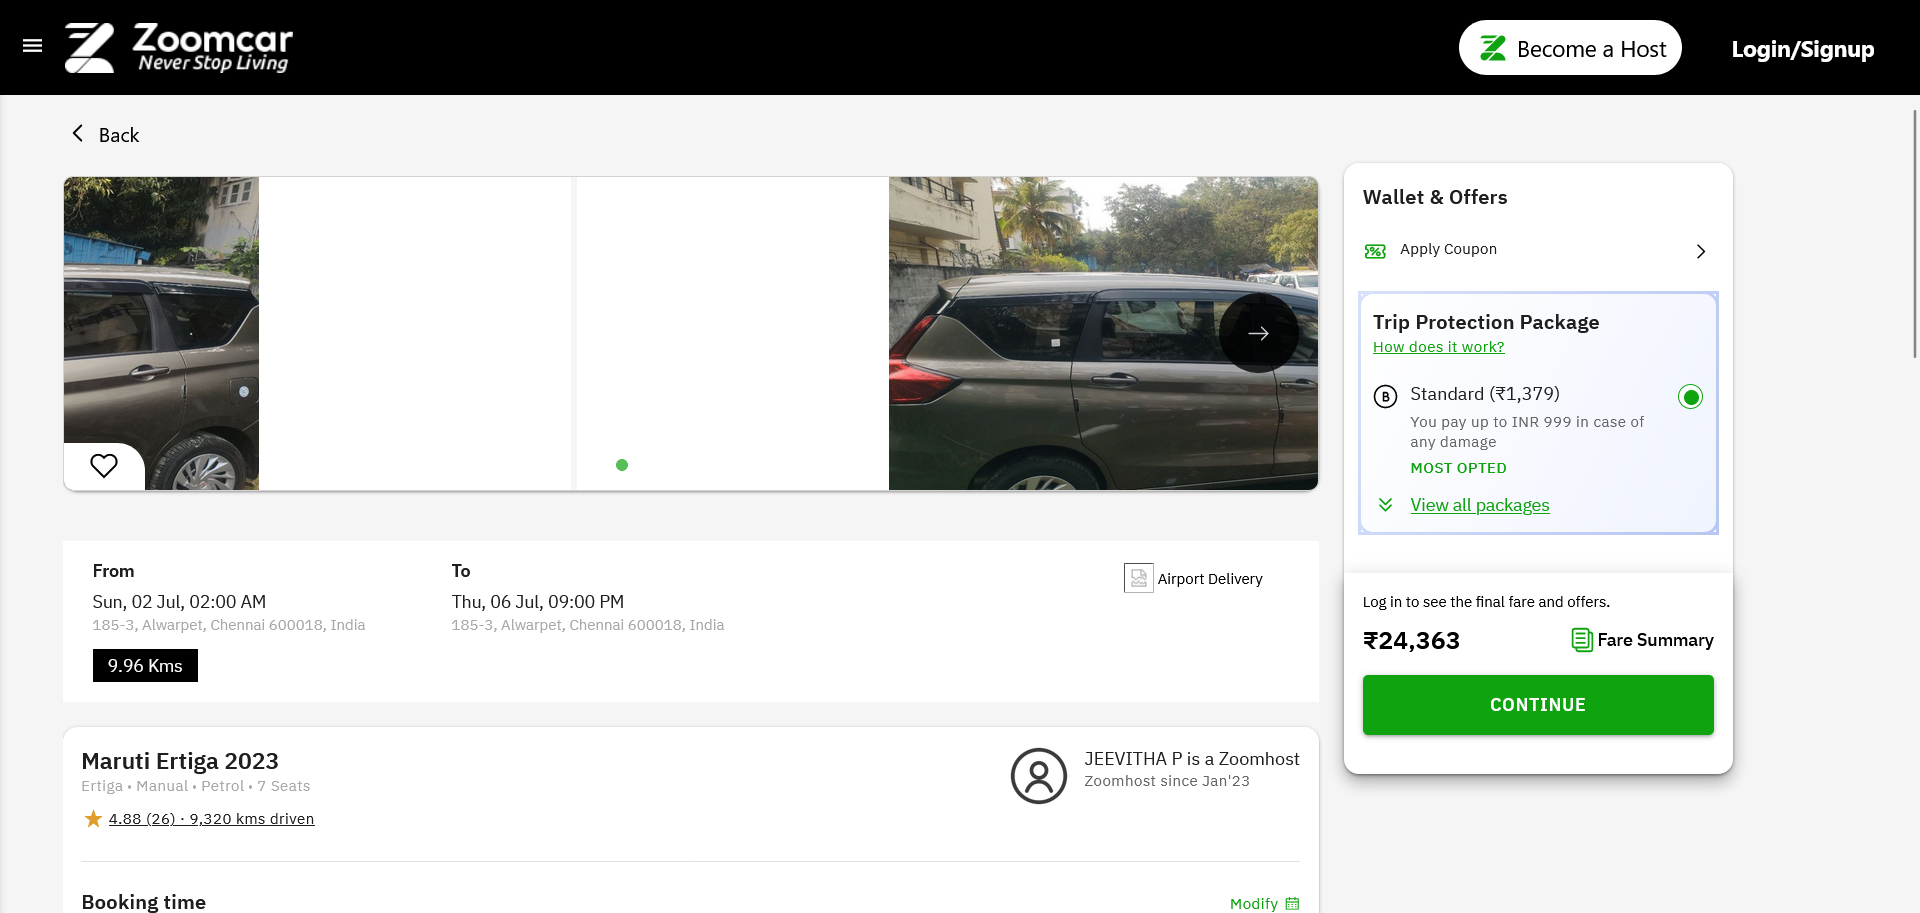 Zoomcar
Never Stop Living
Become a Host
Login/Signup
Back
Wallet & Offers
Apply Coupon
Trip Protection Package
How does it work?
B
Standard (₹1,379)
You pay up to INR 999 in case of
any damage
MOST OPTED
View all packages
From
Sun, 02 Jul, 02:00 AM
185-3, Alwarpet, Chennai 600018, India
9.96 Kms
To
Thu, 06 Jul, 09:00 PM
185-3, Alwarpet, Chennai 600018, India
Airport Delivery
Log in to see the final fare and offers.
₹24,363
Fare Summary
CONTINUE
Maruti Ertiga 2023
Ertiga • Manual • Petrol • 7 Seats
4.88 (26) · 9,320 kms driven
JEEVITHA P is a Zoomhost
Zoomhost since Jan'23
Booking time
Modify